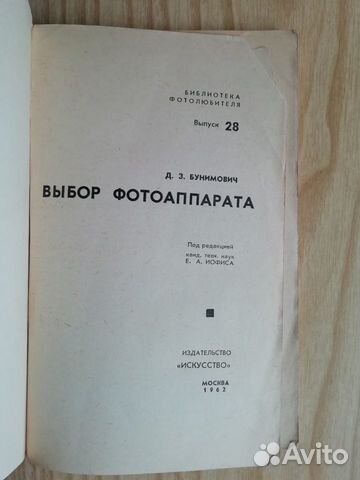 БИБЛИОТЕКА
ФОТОЛЮБИТЕЛЯ
Выпуск 28
Д. З. БУНИМОВИЧ
ВЫБОР ФОТОАППАРАТА
Под редакцией
канд. техн. наук
Е. А. ИОФИСА
ИЗДАТЕЛЬСТВО
«ИСКУССТВО»
МОСКВА
1962
Avito